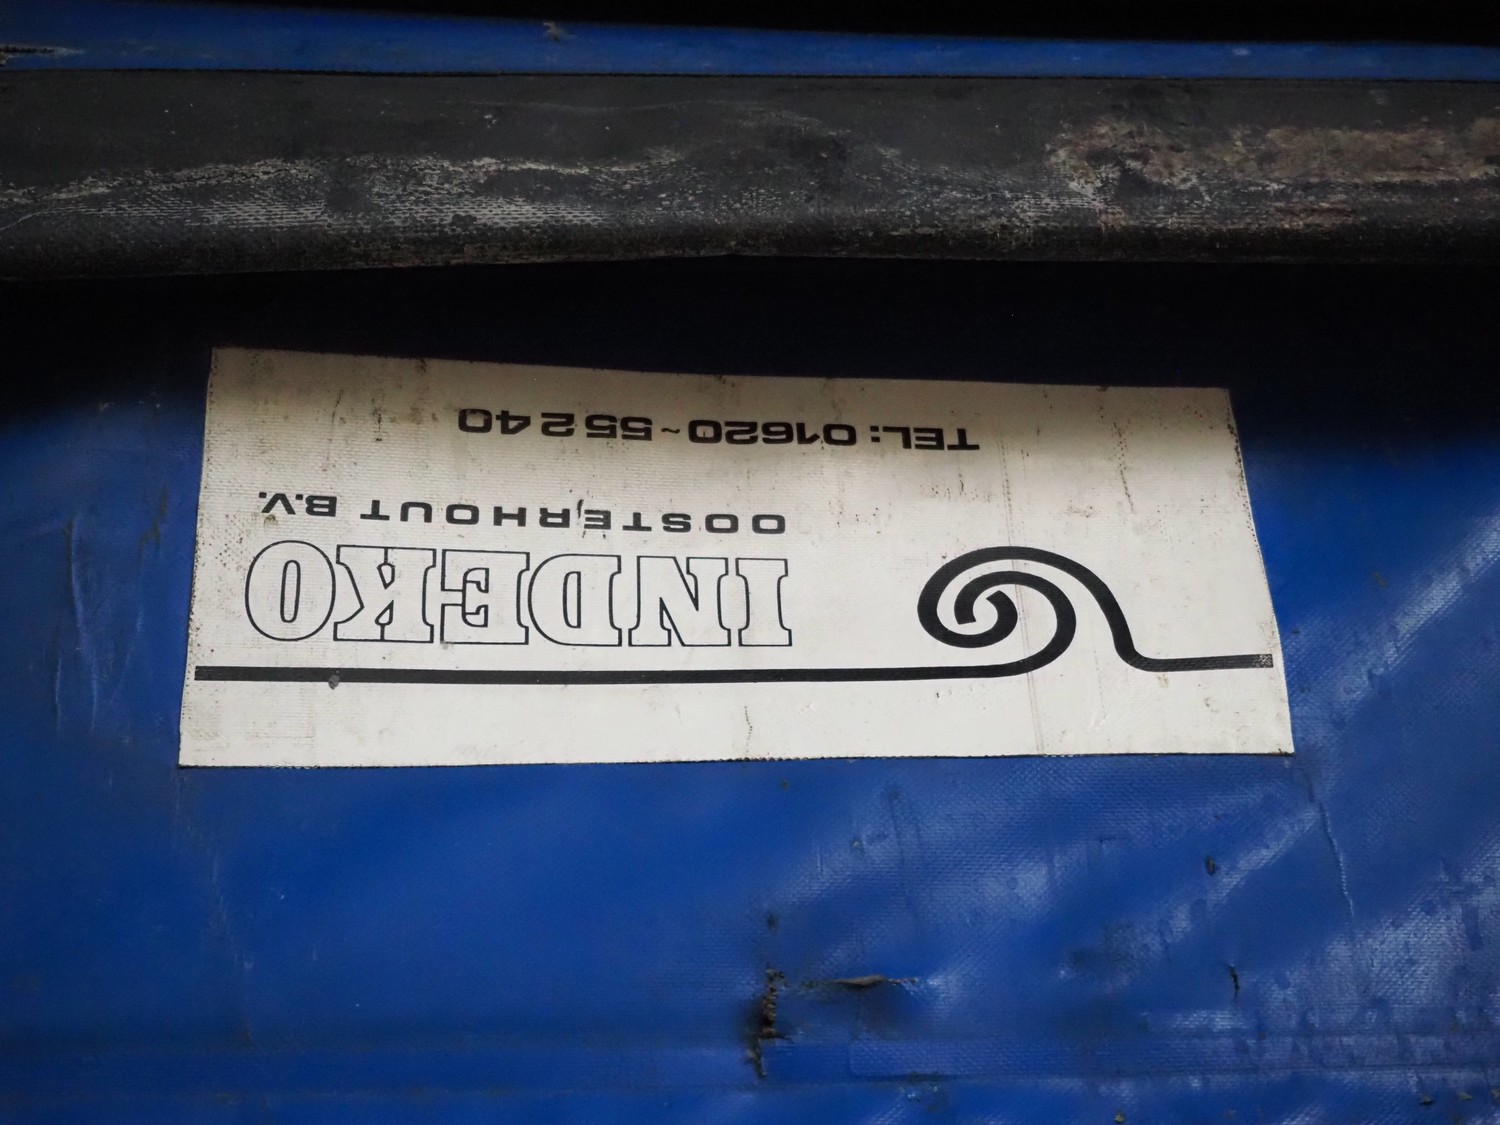 INDEKO
OOSTERHOUT B.V.
TEL: 01620~55240